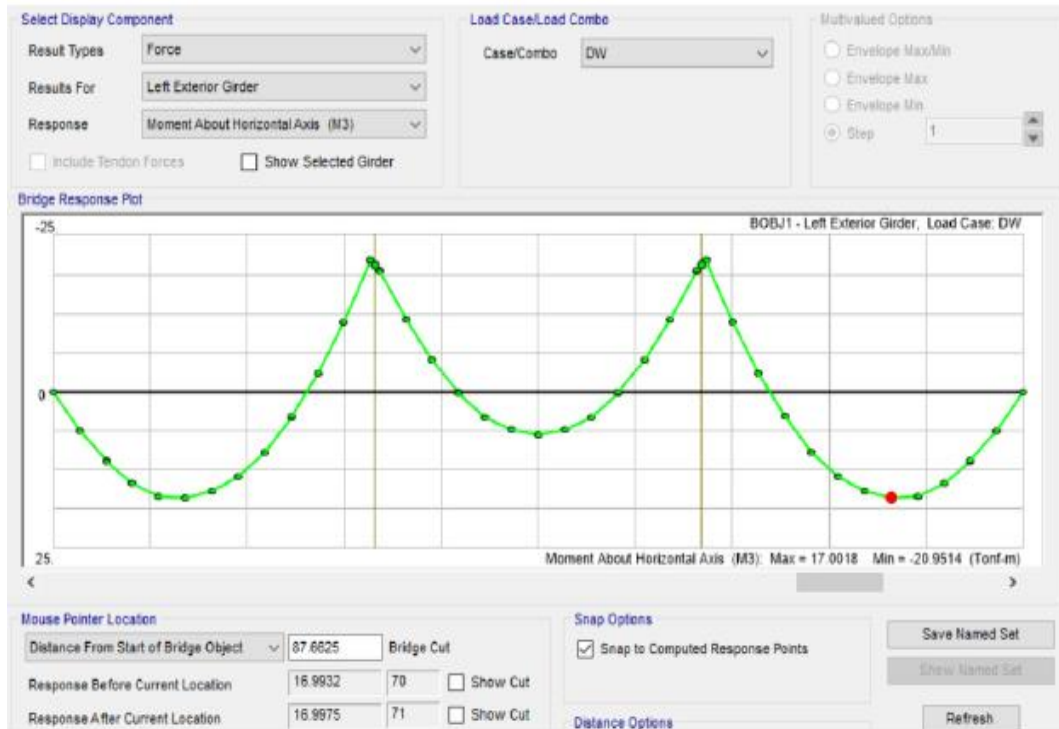 Select Display Component
Result Types Force
Results For Left Exterior Girder
Response Moment About Horizontal Axis (M3)
Include Tendon Forces Show Selected Girder
Load Case/Load Combo
Case/Combo DW
Multivalued Options
Envelope Max/Min
Envelope Max
Envelope Min
Step 1
Bridge Response Plot
-25.
BOBJ1 - Left Exterior Girder, Load Case: DW
0
25.
Moment About Horizontal Axis (M3): Max = 17.0018 Min = -20.9514 (Tonf-m)
Mouse Pointer Location
Distance From Start of Bridge Object 87.6625 Bridge Cut
Response Before Current Location 16.9932 70 Show Cut
Response After Current Location 16.9975 71 Show Cut
Snap Options
Snap to Computed Response Points
Distance Options
Save Named Set
Show Named Set
Refresh